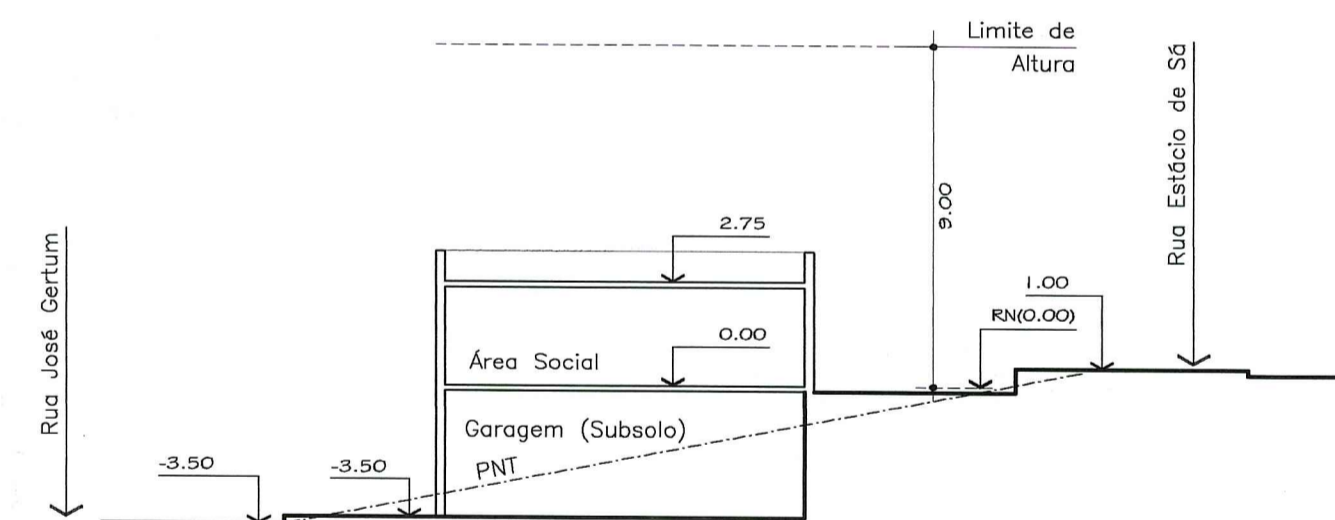 Limite de
Altura
Rua Estácio de Sá
9.00
2.75
Rua José Gertum
1.00
RN(0.00)
0.00
Área Social
Garagem (Subsolo)
PNT
-3.50
-3.50